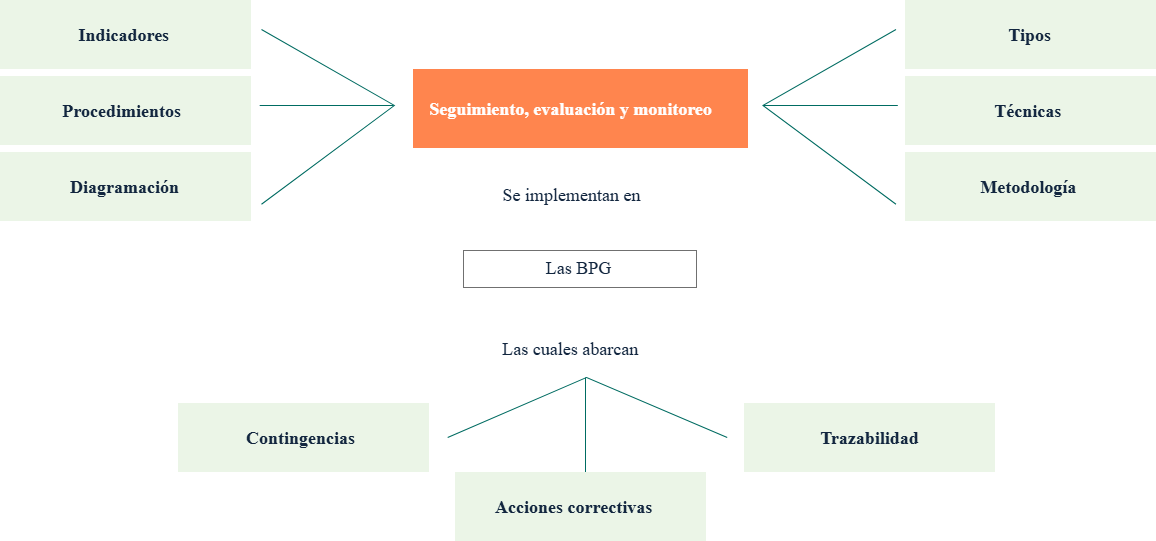 Indicadores
Procedimientos
Diagramación
Seguimiento, evaluación y monitoreo
Tipos
Técnicas
Metodología
Se implementan en
Las BPG
Las cuales abarcan
Contingencias
Acciones correctivas
Trazabilidad